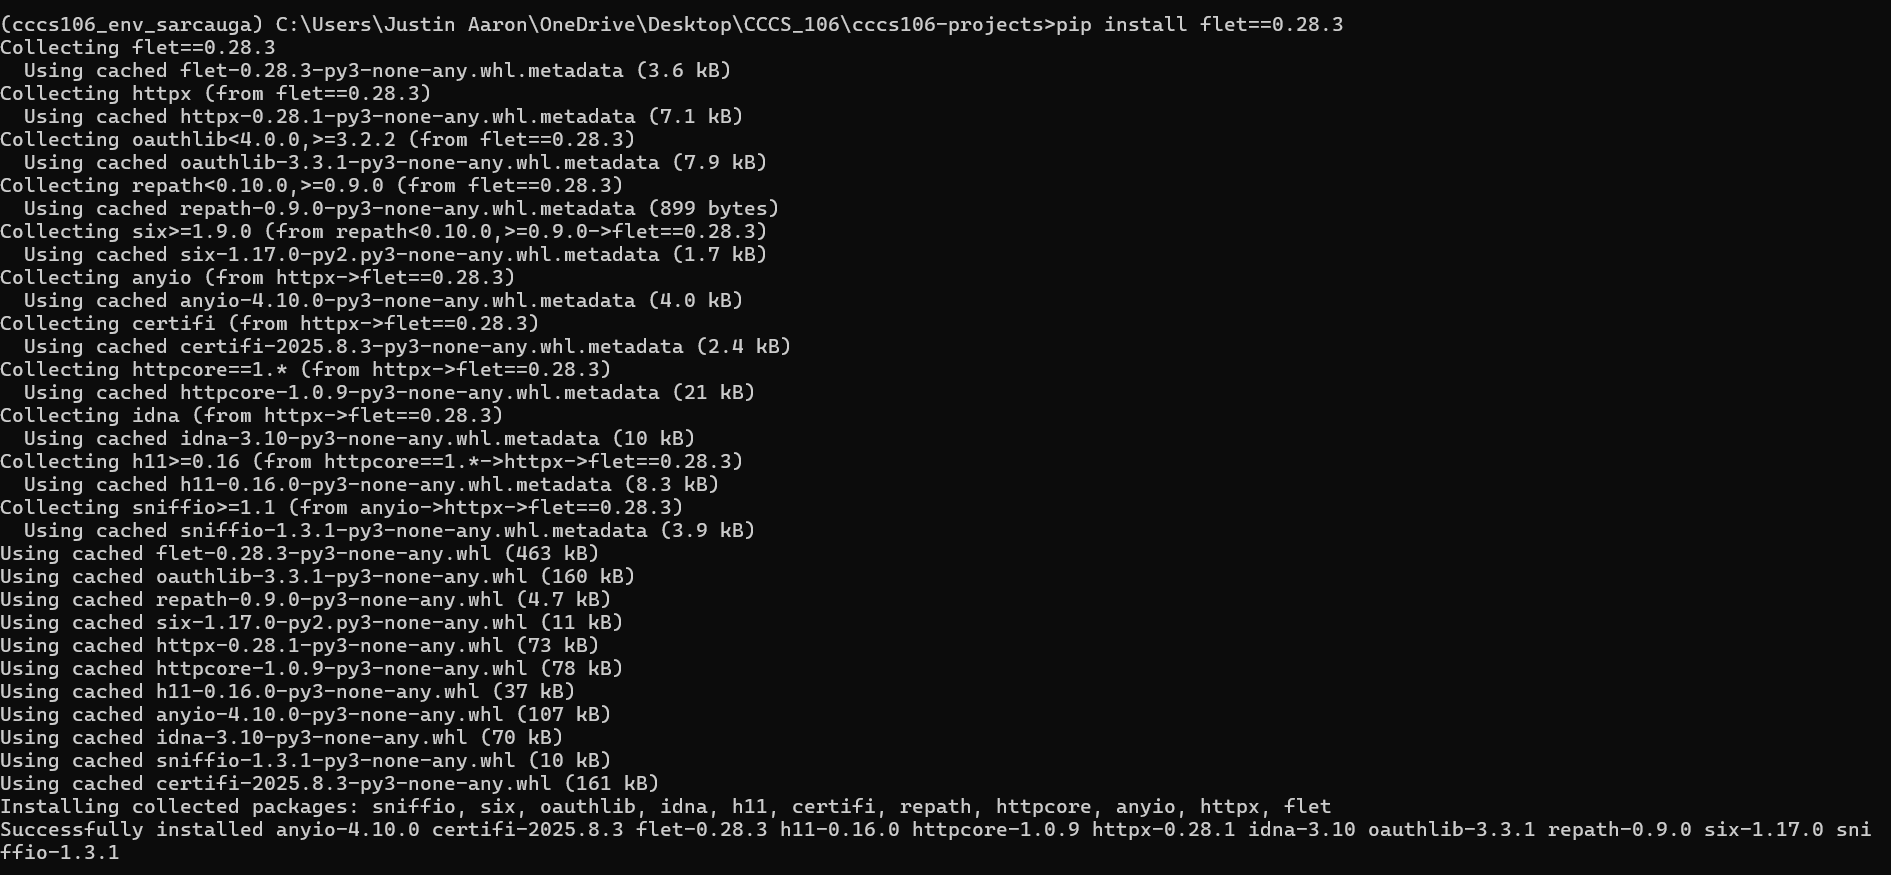 (cccs106_env_sarcauga) C:\Users\Justin Aaron\OneDrive\Desktop\CCCS_106\cccs106-projects>pip install flet==0.28.3
Collecting flet==0.28.3
  Using cached flet-0.28.3-py3-none-any.whl.metadata (3.6 kB)
Collecting httpx (from flet==0.28.3)
  Using cached httpx-0.28.1-py3-none-any.whl.metadata (7.1 kB)
Collecting oauthlib<4.0.0,>=3.2.2 (from flet==0.28.3)
  Using cached oauthlib-3.3.1-py3-none-any.whl.metadata (7.9 kB)
Collecting repath<0.10.0,>=0.9.0 (from flet==0.28.3)
  Using cached repath-0.9.0-py3-none-any.whl.metadata (899 bytes)
Collecting six>=1.9.0 (from repath<0.10.0,>=0.9.0->flet==0.28.3)
  Using cached six-1.17.0-py2.py3-none-any.whl.metadata (1.7 kB)
Collecting anyio (from httpx->flet==0.28.3)
  Using cached anyio-4.10.0-py3-none-any.whl.metadata (4.0 kB)
Collecting certifi (from httpx->flet==0.28.3)
  Using cached certifi-2025.8.3-py3-none-any.whl.metadata (2.4 kB)
Collecting httpcore==1.* (from httpx->flet==0.28.3)
  Using cached httpcore-1.0.9-py3-none-any.whl.metadata (21 kB)
Collecting idna (from httpx->flet==0.28.3)
  Using cached idna-3.10-py3-none-any.whl.metadata (10 kB)
Collecting h11>=0.16 (from httpcore==1.*->httpx->flet==0.28.3)
  Using cached h11-0.16.0-py3-none-any.whl.metadata (8.3 kB)
Collecting sniffio>=1.1 (from anyio->httpx->flet==0.28.3)
  Using cached sniffio-1.3.1-py3-none-any.whl.metadata (3.9 kB)
Using cached flet-0.28.3-py3-none-any.whl (463 kB)
Using cached oauthlib-3.3.1-py3-none-any.whl (160 kB)
Using cached repath-0.9.0-py3-none-any.whl (4.7 kB)
Using cached six-1.17.0-py2.py3-none-any.whl (11 kB)
Using cached httpx-0.28.1-py3-none-any.whl (73 kB)
Using cached httpcore-1.0.9-py3-none-any.whl (78 kB)
Using cached h11-0.16.0-py3-none-any.whl (37 kB)
Using cached anyio-4.10.0-py3-none-any.whl (107 kB)
Using cached idna-3.10-py3-none-any.whl (70 kB)
Using cached sniffio-1.3.1-py3-none-any.whl (10 kB)
Using cached certifi-2025.8.3-py3-none-any.whl (161 kB)
Installing collected packages: sniffio, six, oauthlib, idna, h11, certifi, repath, httpcore, anyio, httpx, flet
Successfully installed anyio-4.10.0 certifi-2025.8.3 flet-0.28.3 h11-0.16.0 httpcore-1.0.9 httpx-0.28.1 idna-3.10 oauthlib-3.3.1 repath-0.9.0 six-1.17.0 sni
ffio-1.3.1